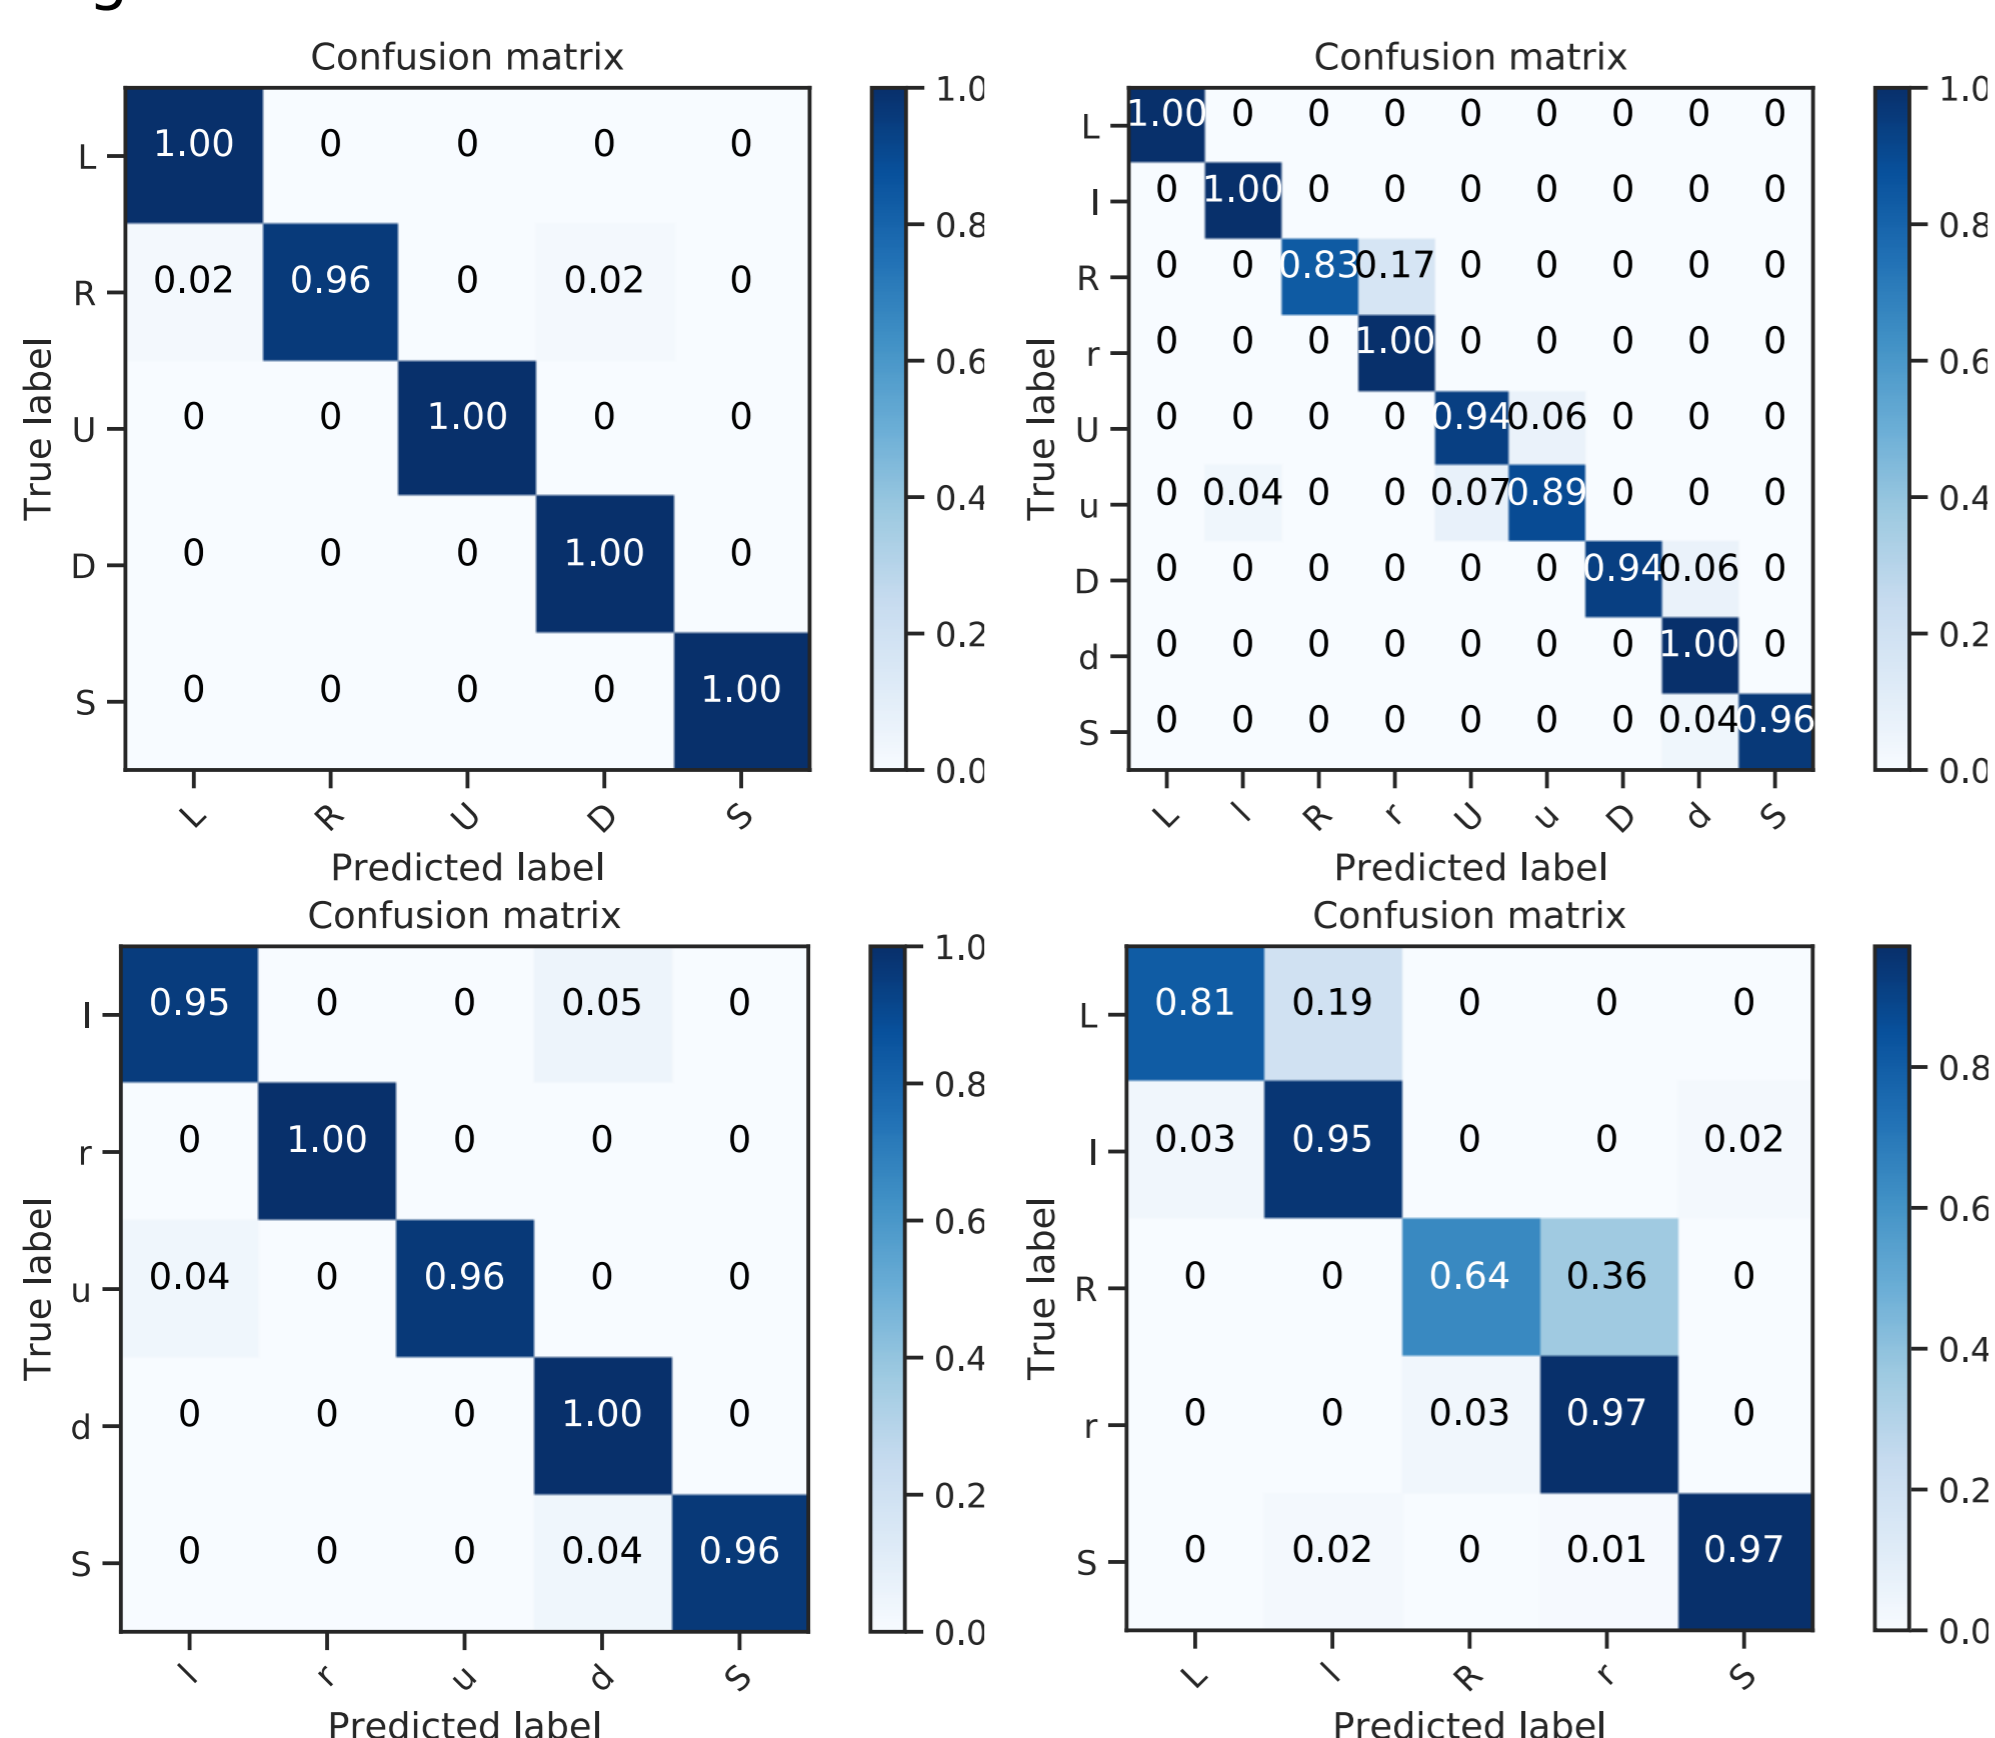 Confusion matrix
1.0
L 1.00 0 0 0 0
0.8
R 0.02 0.96 0 0.02 0
0.6
U 0 0 1.00 0 0
0.4
D 0 0 0 1.00 0
0.2
S 0 0 0 0 1.00
0.0
L R U D S
True label
Predicted label
Confusion matrix
1.0
L 1.00 0 0 0 0 0 0 0 0
l 0 1.00 0 0 0 0 0 0 0
0.8
R 0 0 0.83 0.17 0 0 0 0 0
r 0 0 0 1.00 0 0 0 0 0
0.6
U 0 0 0 0 0.94 0.06 0 0 0
u 0 0.04 0 0 0.07 0.89 0 0 0
0.4
D 0 0 0 0 0 0 0.94 0.06 0
d 0 0 0 0 0 0 0 1.00 0
0.2
S 0 0 0 0 0 0 0 0.04 0.96
0.0
L l R r U u D d S
True label
Predicted label
Confusion matrix
1.0
l 0.95 0 0 0.05 0
0.8
r 0 1.00 0 0 0
0.6
u 0.04 0 0.96 0 0
0.4
d 0 0 0 1.00 0
0.2
S 0 0 0 0.04 0.96
0.0
l r u d S
True label
Predicted label
Confusion matrix
L 0.81 0.19 0 0 0
0.8
l 0.03 0.95 0 0 0.02
0.6
R 0 0 0.64 0.36 0
0.4
r 0 0 0.03 0.97 0
0.2
S 0 0.02 0 0.01 0.97
0.0
L l R r S
True label
Predicted label